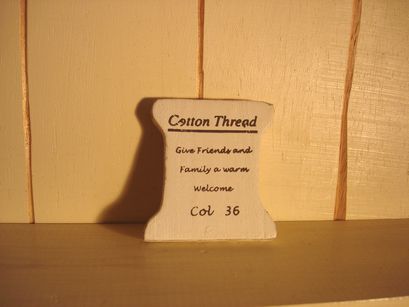 Cotton Thread
Give Friends and
Family a warm
Welcome
Col 36